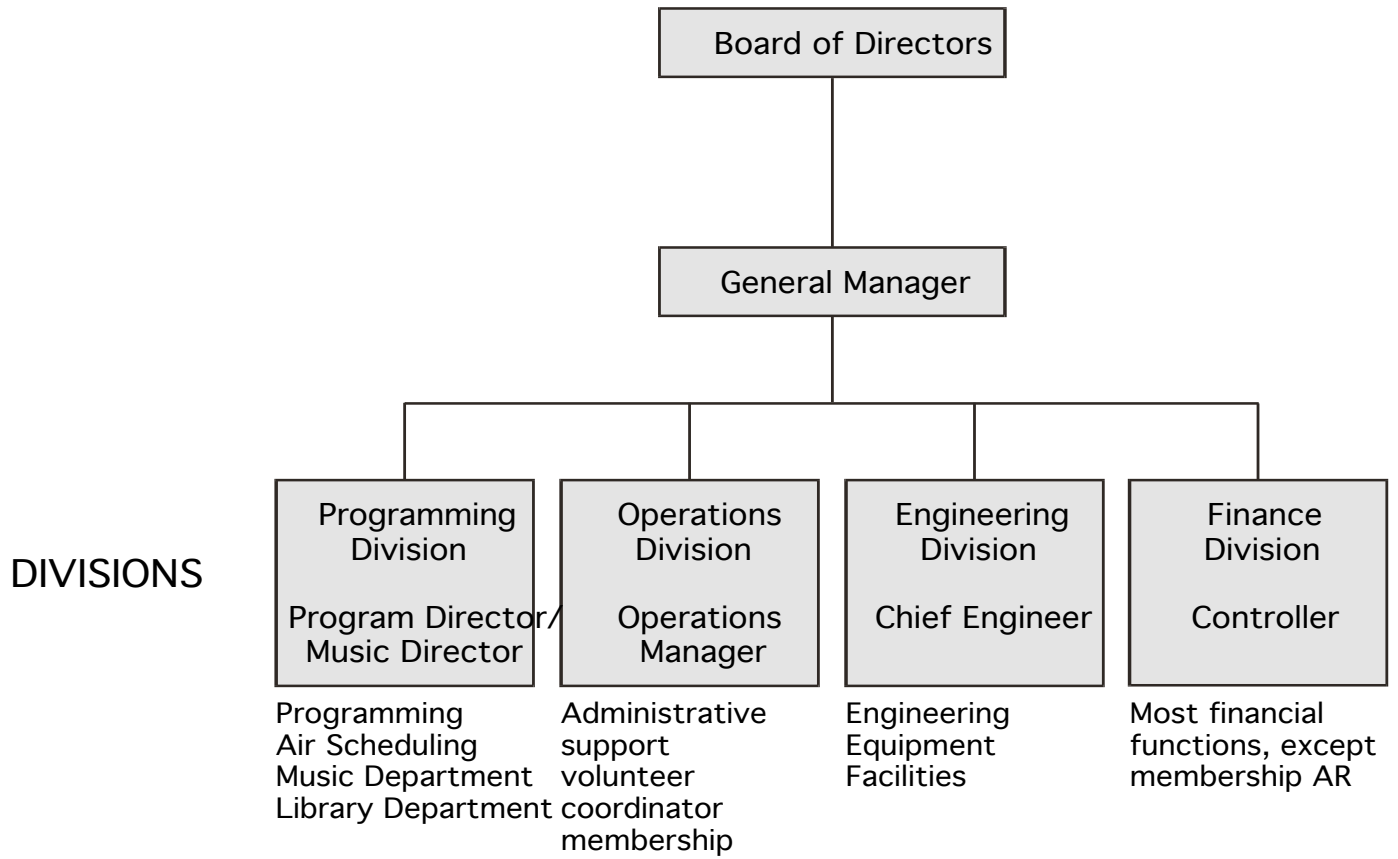 Board of Directors
General Manager
DIVISIONS
Programming
Division
Program Director/
Music Director
Programming
Air Scheduling
Music Department
Library Department
Operations
Division
Operations
Manager
Administrative
support
volunteer
coordinator
membership
Engineering
Division
Chief Engineer
Engineering
Equipment
Facilities
Finance
Division
Controller
Most financial
functions, except
membership AR